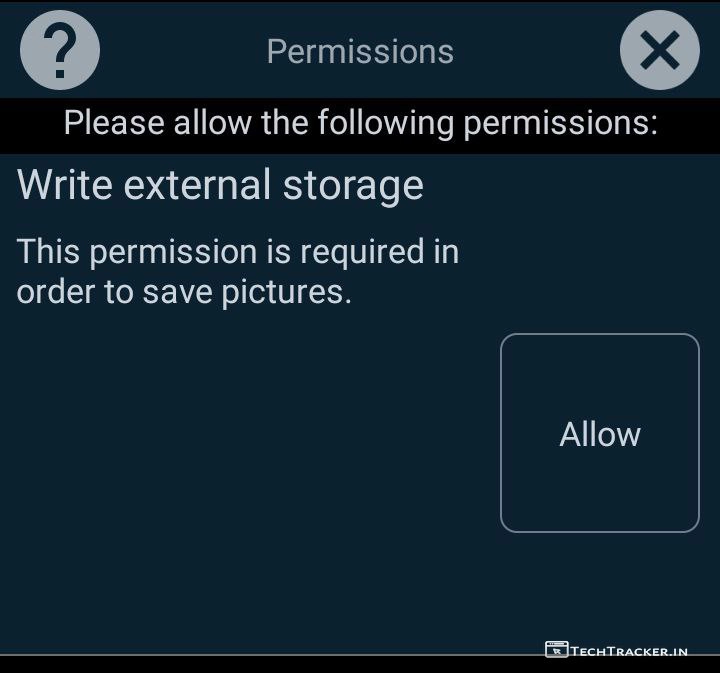 ?
Permissions
Please allow the following permissions:
Write external storage
This permission is required in
order to save pictures.
Allow
TECHTRACKER.IN